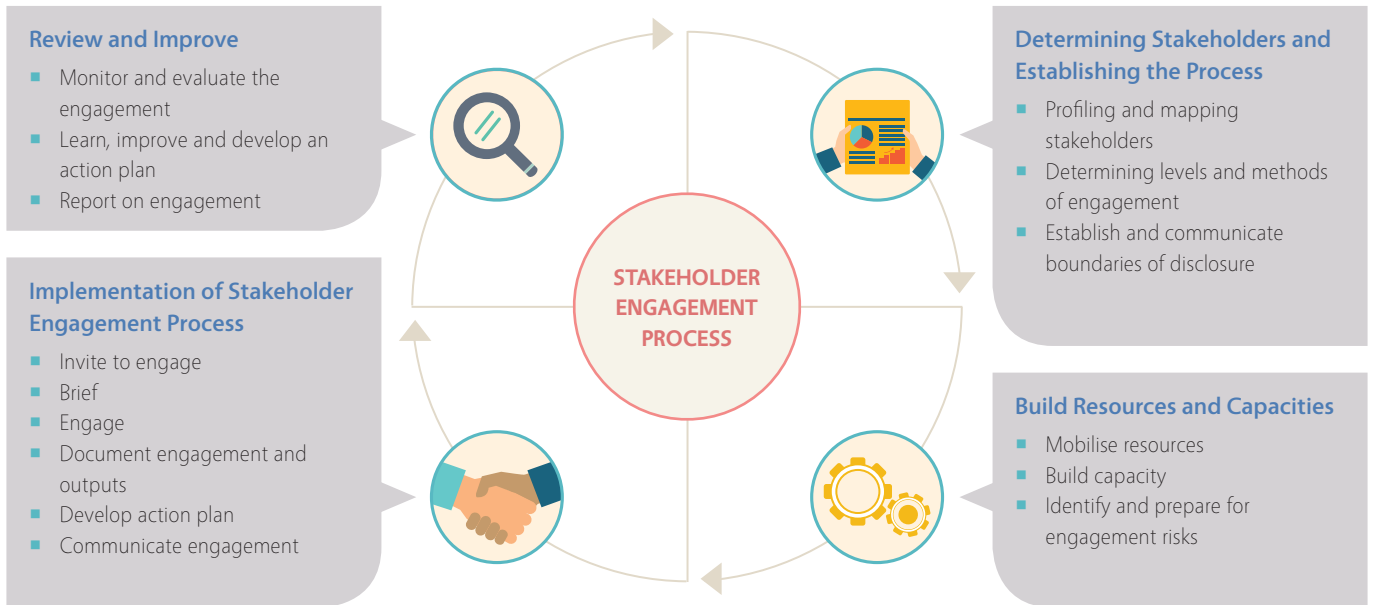 Review and Improve
Monitor and evaluate the
engagement
Learn, improve and develop an
action plan
Report on engagement
Determining Stakeholders and
Establishing the Process
Profiling and mapping
stakeholders
Determining levels and methods
of engagement
Establish and communicate
boundaries of disclosure
STAKEHOLDER
ENGAGEMENT
PROCESS
Implementation of Stakeholder
Engagement Process
Invite to engage
Brief
Engage
Document engagement and
outputs
Develop action plan
Communicate engagement
Build Resources and Capacities
Mobilise resources
Build capacity
Identify and prepare for
engagement risks